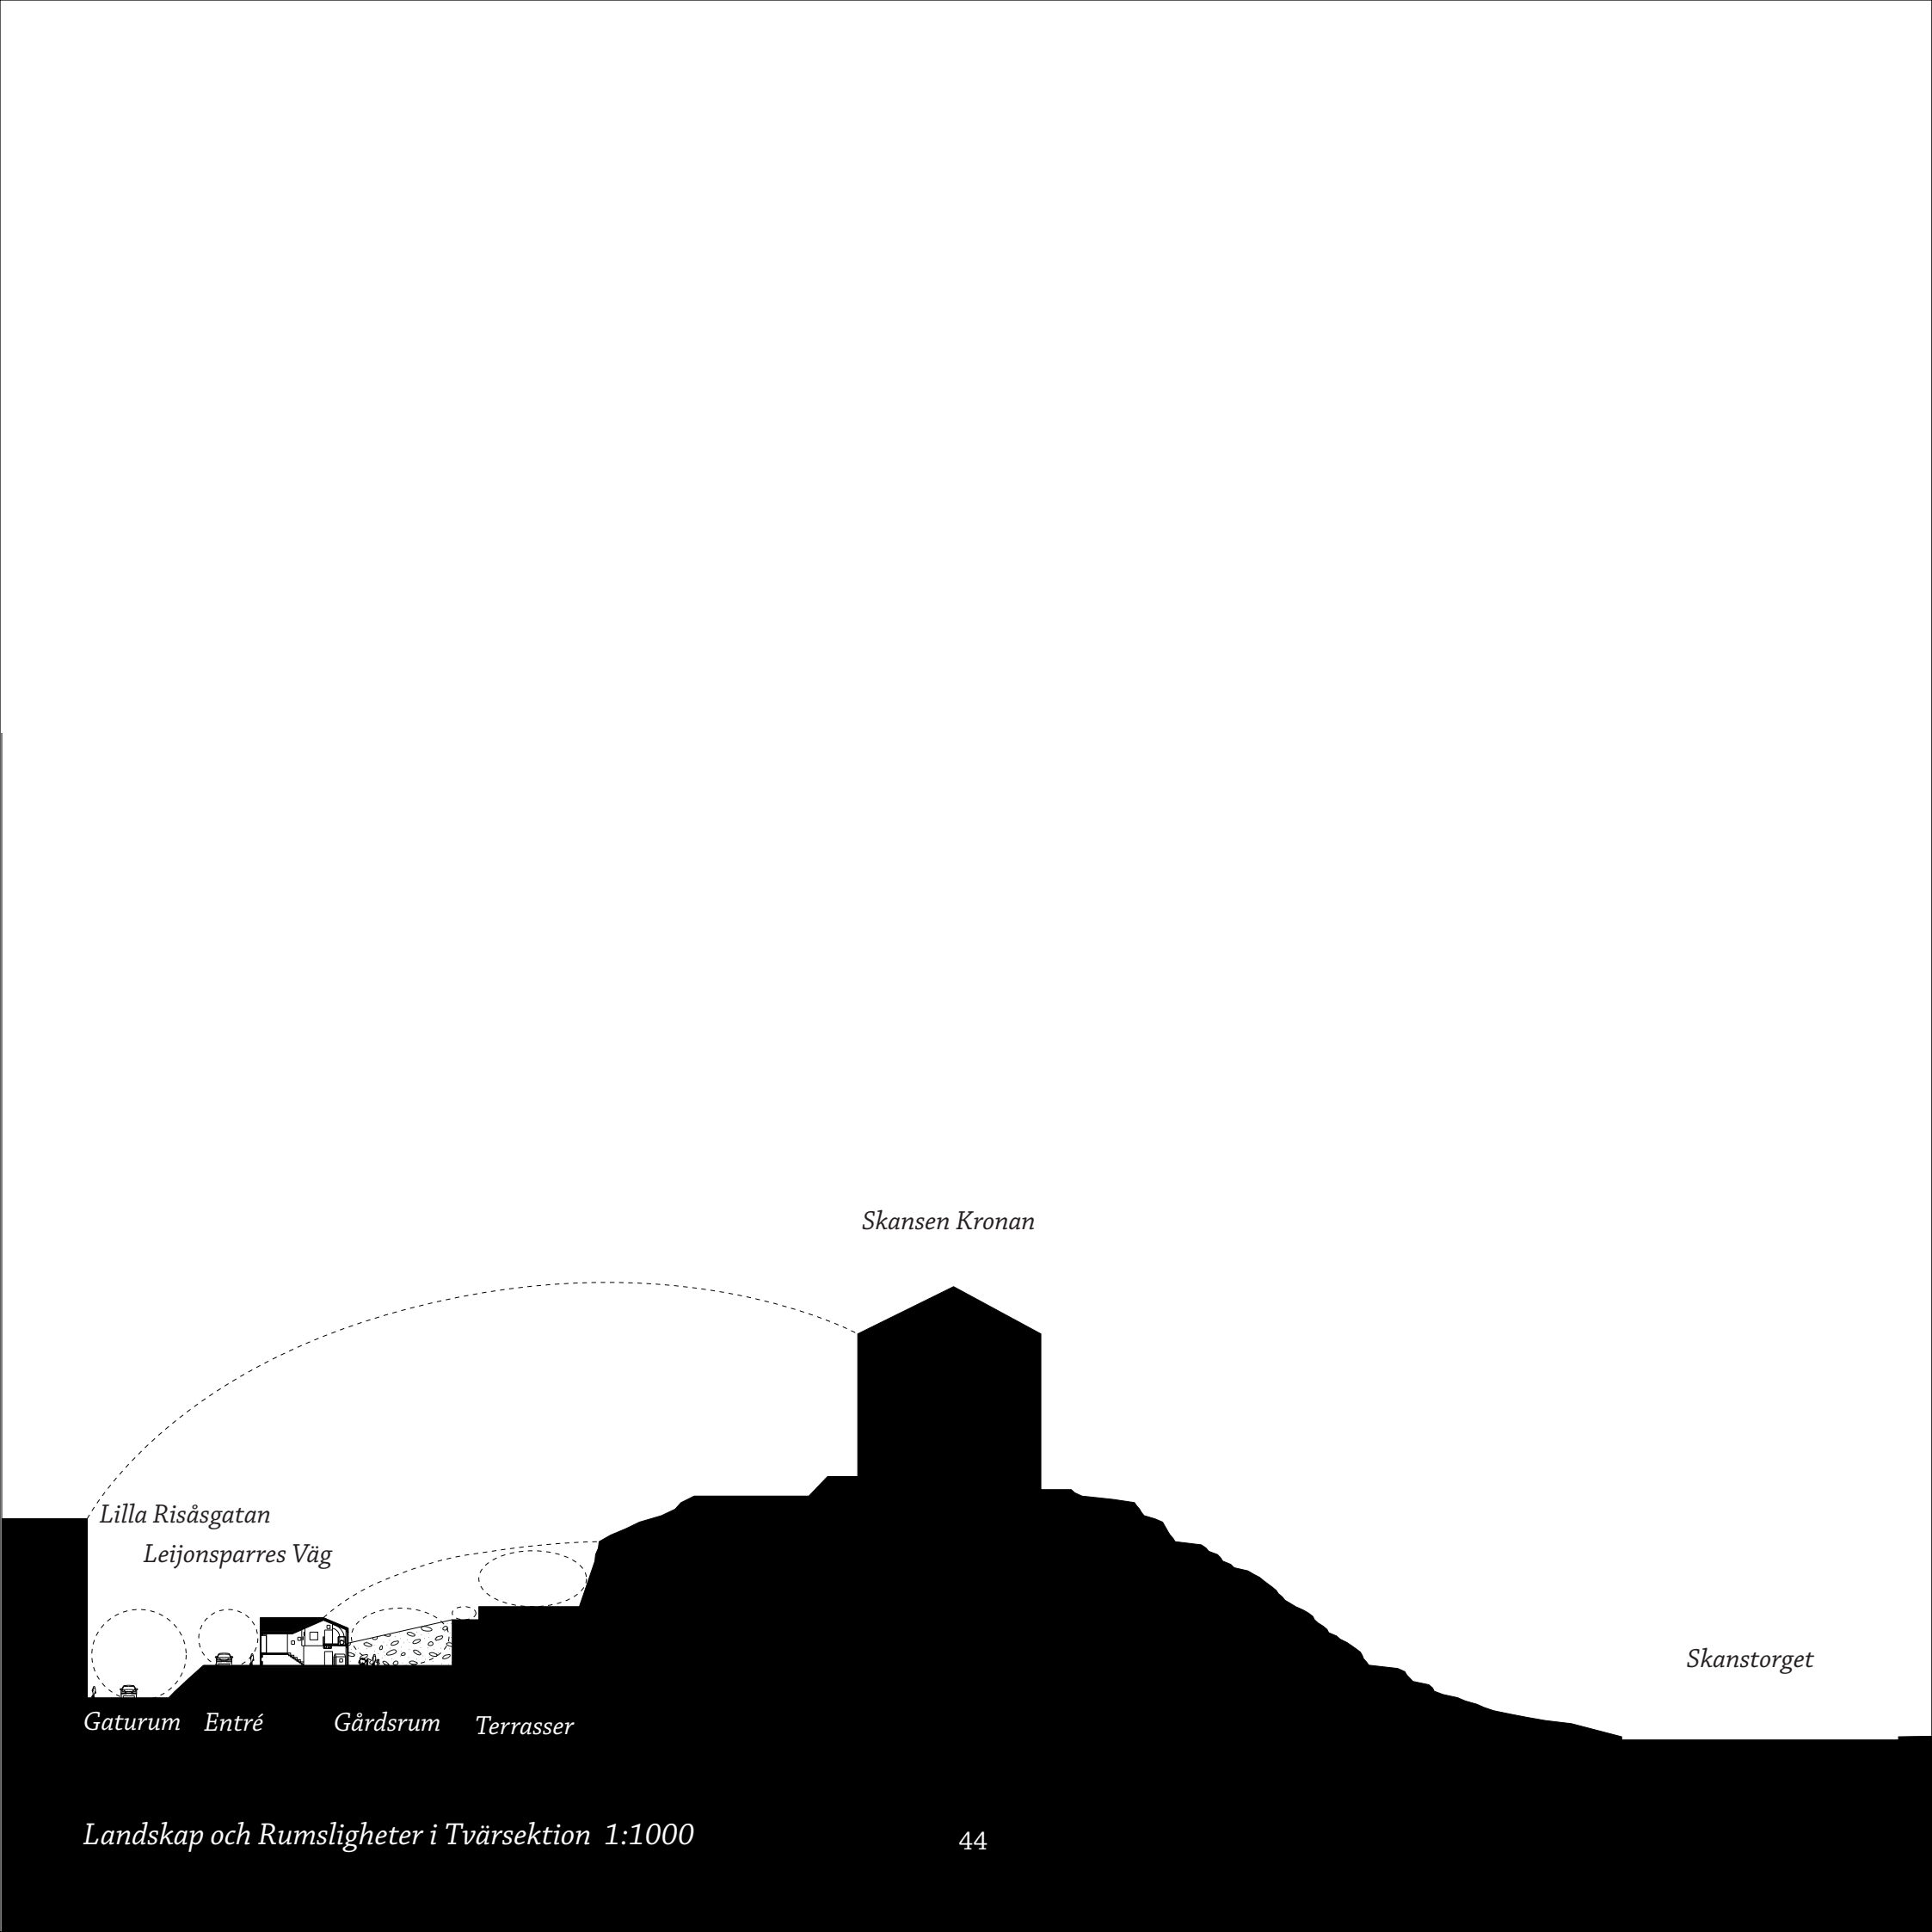 Skansen Kronan
Lilla Risåsgatan
Leijonsparres Väg
Skanstorget
Gaturum
Entré
Gårdsrum
Terrasser
Landskap och Rumsligheter i Tvärsektion 1:1000
44